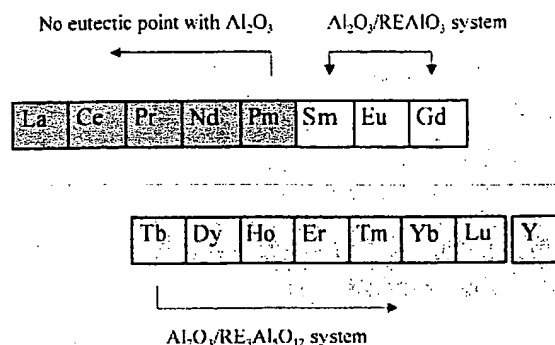 No eutectic point with Al₂O₃
Al₂O₃/REAlO₃ system
La Ce Pr Nd Pm Sm Eu Gd
Tb Dy Ho Er Tm Yb Lu Y
Al₂O₃/RE₃Al₅O₁₂ system